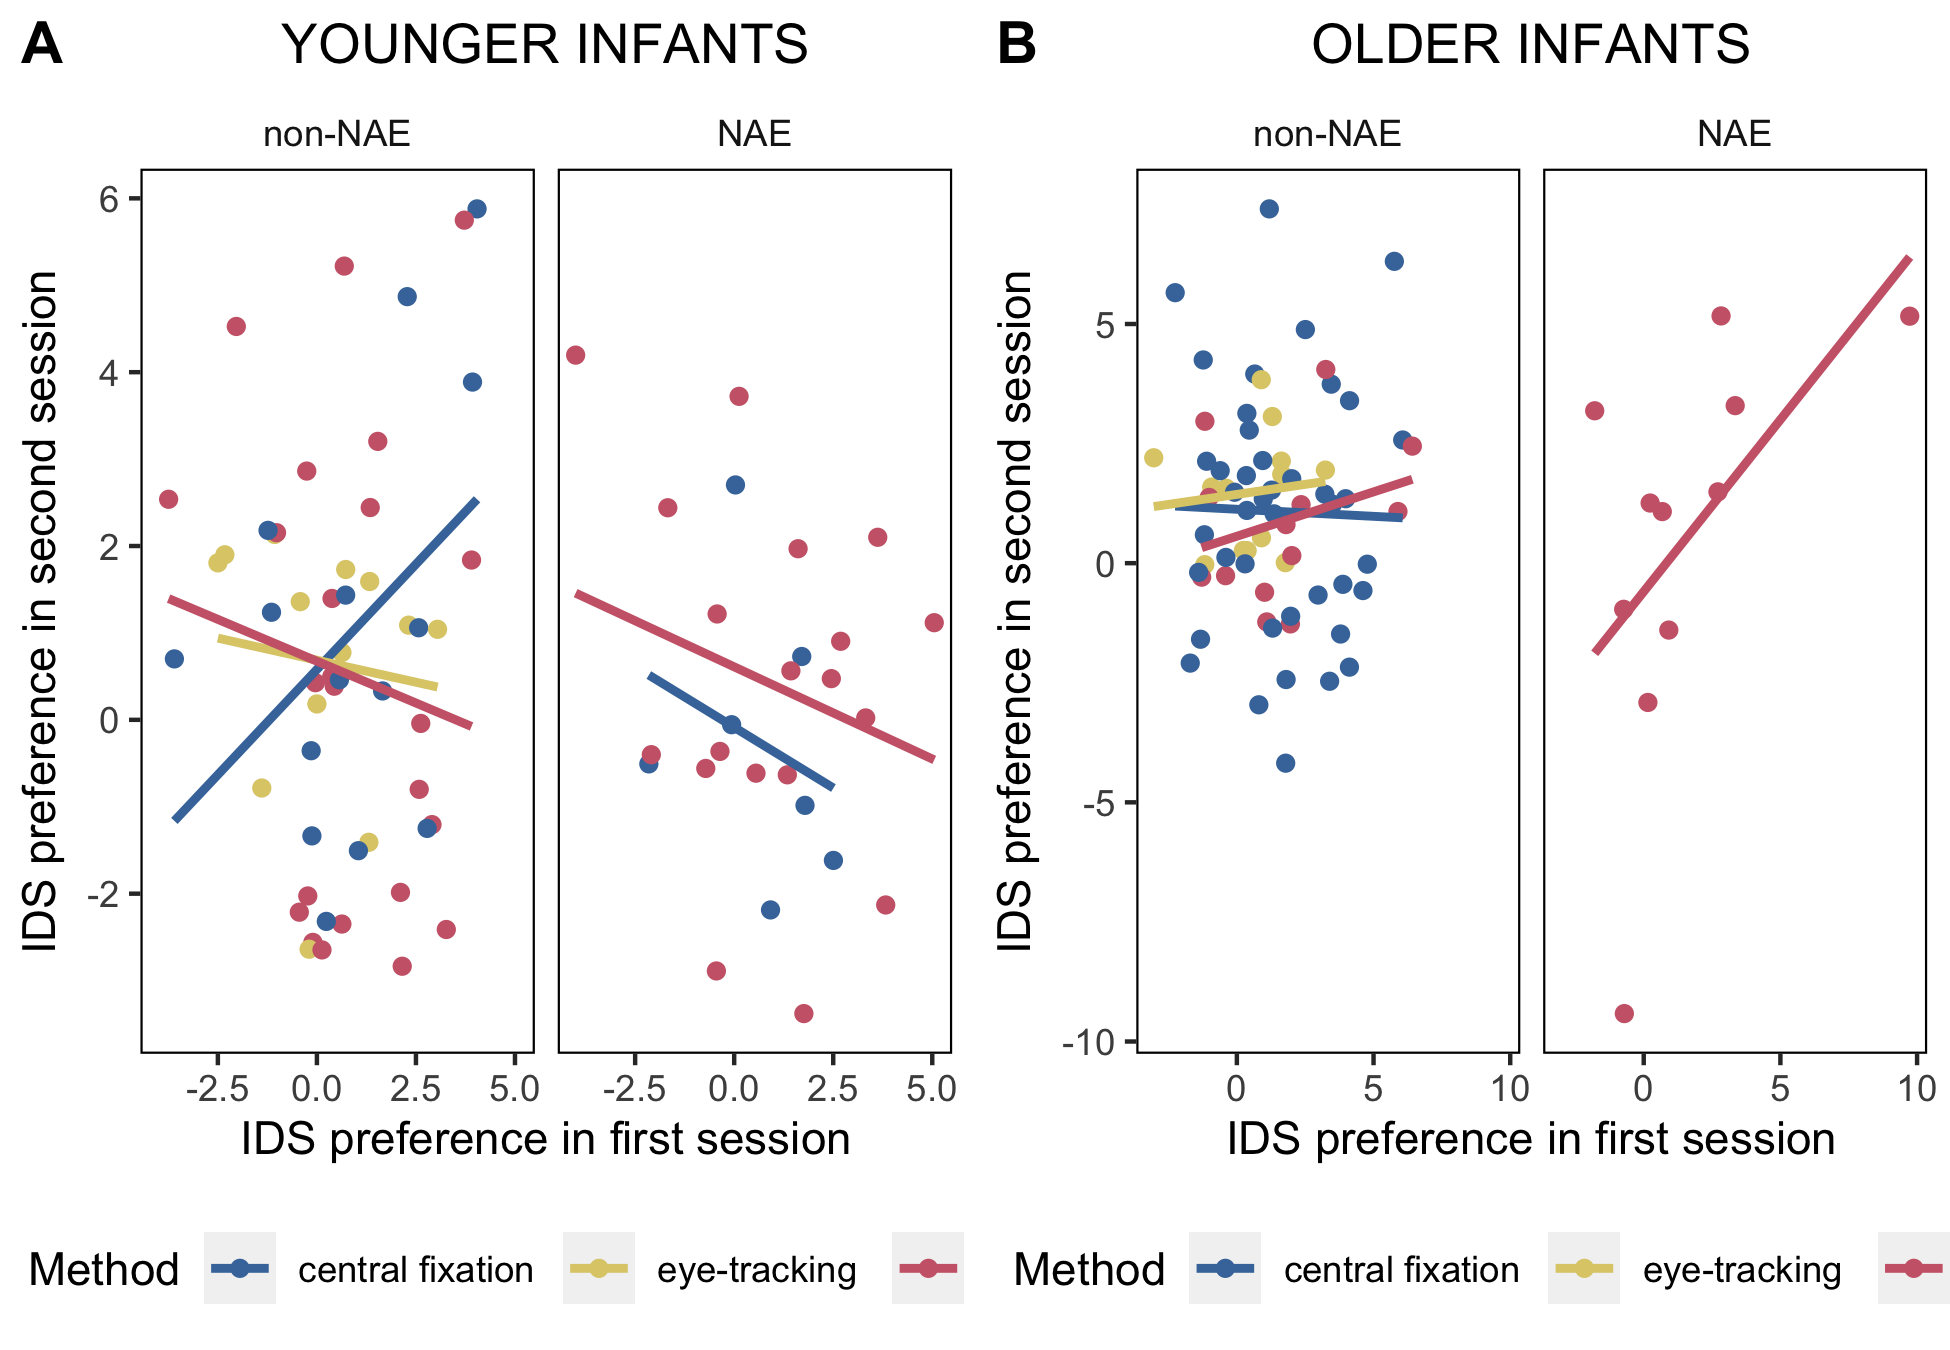 A YOUNGER INFANTS
non-NAE NAE
IDS preference in second session
6
4
2
0
-2
-2.5 0.0 2.5 5.0 -2.5 0.0 2.5 5.0
IDS preference in first session
Method central fixation eye-tracking
B OLDER INFANTS
non-NAE NAE
IDS preference in second session
5
0
-5
-10
0 5 10 0 5 10
IDS preference in first session
Method central fixation eye-tracking